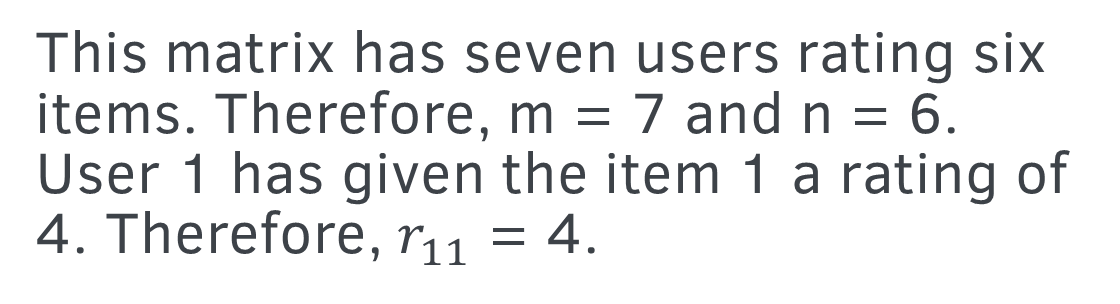 This matrix has seven users rating six
items. Therefore, m = 7 and n = 6.
User 1 has given the item 1 a rating of
4. Therefore, r₁₁ = 4.